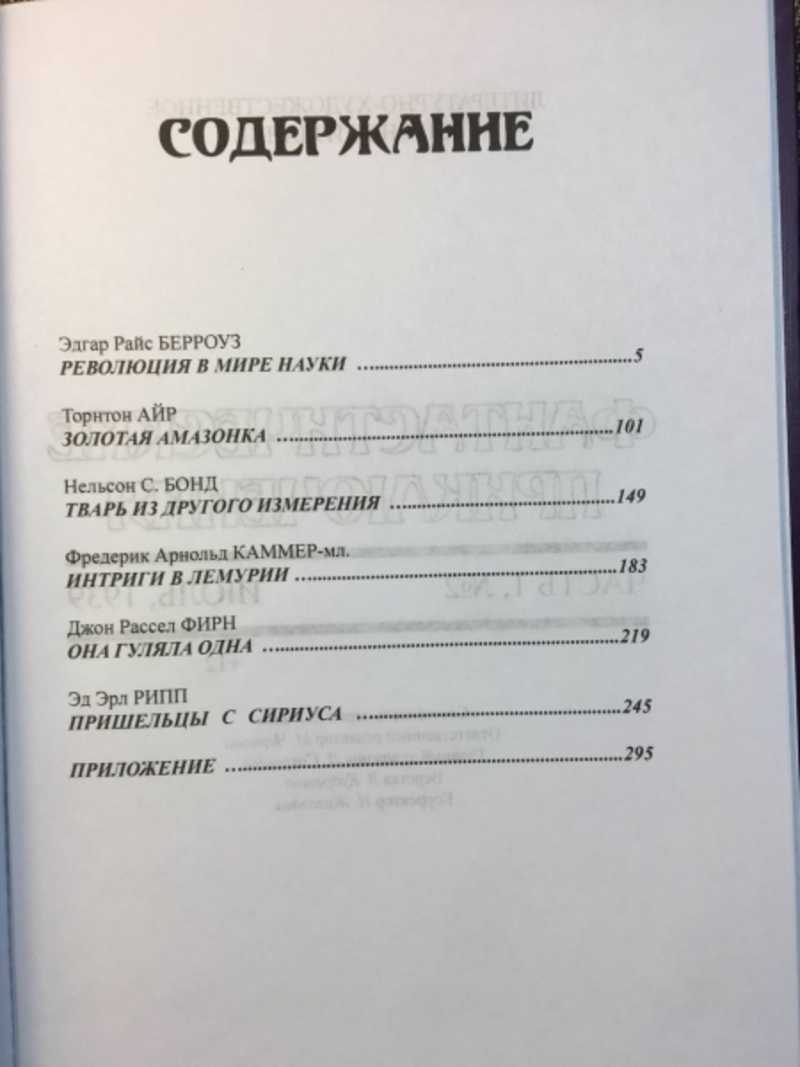 СОДЕРЖАНИЕ
Эдгар Райс БЕРРОУЗ
РЕВОЛЮЦИЯ В МИРЕ НАУКИ ........................................5
Торнтон АЙР
ЗОЛОТАЯ АМАЗОНКА ........................................101
Нельсон С. БОНД
ТВАРЬ ИЗ ДРУГОГО ИЗМЕРЕНИЯ ........................................149
Фредерик Арнольд КАММЕР-мл.
ИНТРИГИ В ЛЕМУРИИ ........................................183
Джон Рассел ФИРН
ОНА ГУЛЯЛА ОДНА ........................................219
Эд Эрл РИПП
ПРИШЕЛЬЦЫ С СИРИУСА ........................................245
ПРИЛОЖЕНИЕ ........................................295